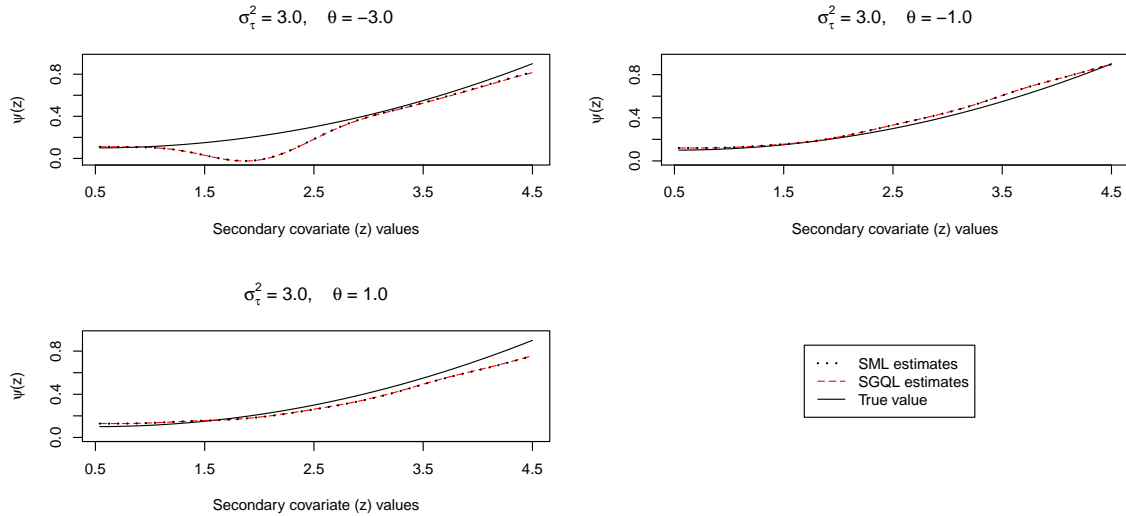 σ²_τ = 3.0, θ = −3.0
ψ(z)
0.0 0.4 0.8
0.5 1.5 2.5 3.5 4.5
Secondary covariate (z) values
σ²_τ = 3.0, θ = −1.0
ψ(z)
0.0 0.4 0.8
0.5 1.5 2.5 3.5 4.5
Secondary covariate (z) values
σ²_τ = 3.0, θ = 1.0
ψ(z)
0.0 0.4 0.8
0.5 1.5 2.5 3.5 4.5
Secondary covariate (z) values
SML estimates
SGQL estimates
True value